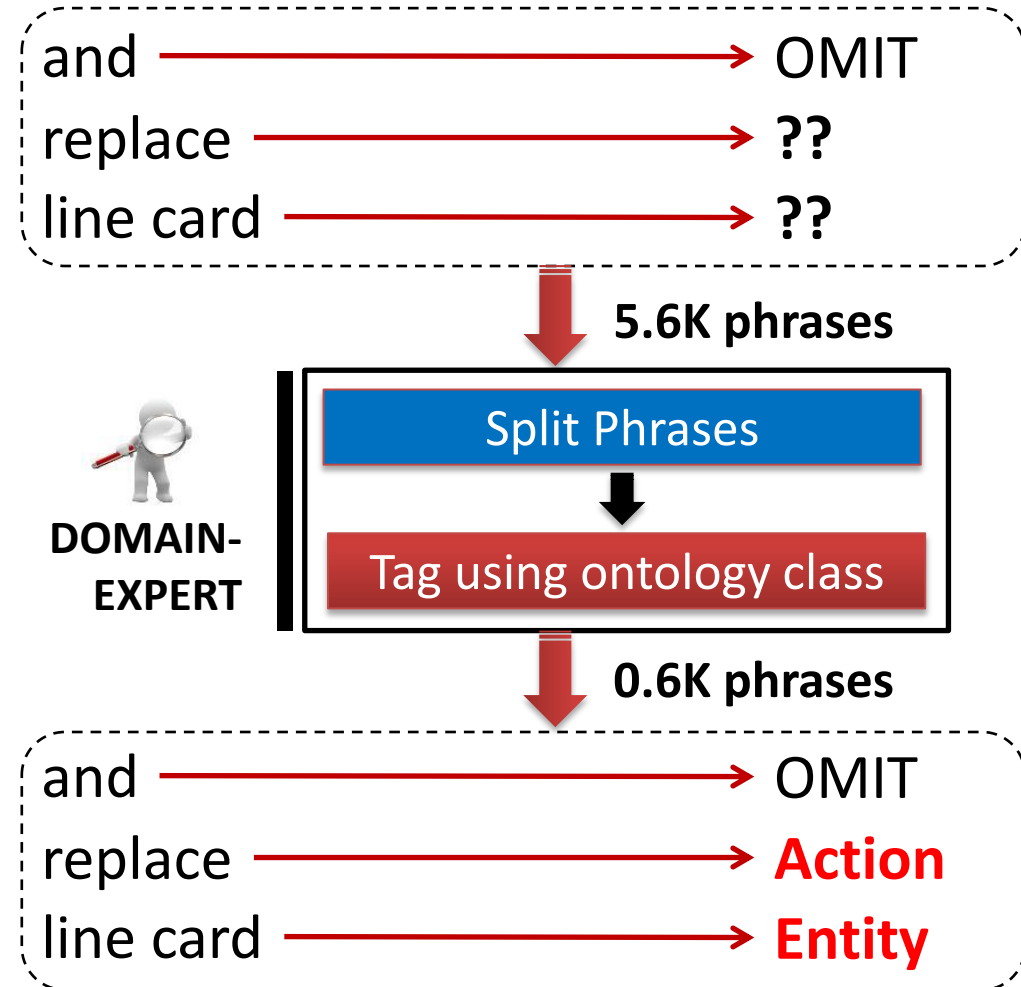 and OMIT
replace ??
line card ??
5.6K phrases
Split Phrases
DOMAIN-
EXPERT
Tag using ontology class
0.6K phrases
and OMIT
replace Action
line card Entity